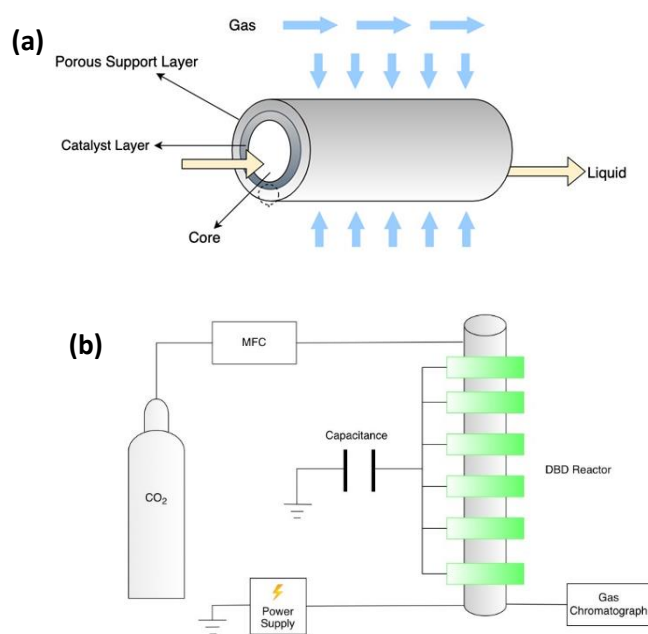 (a)
Gas
Porous Support Layer
Catalyst Layer
Core
Liquid
(b)
MFC
Capacitance
DBD Reactor
CO₂
Power
Supply
Gas
Chromatograph